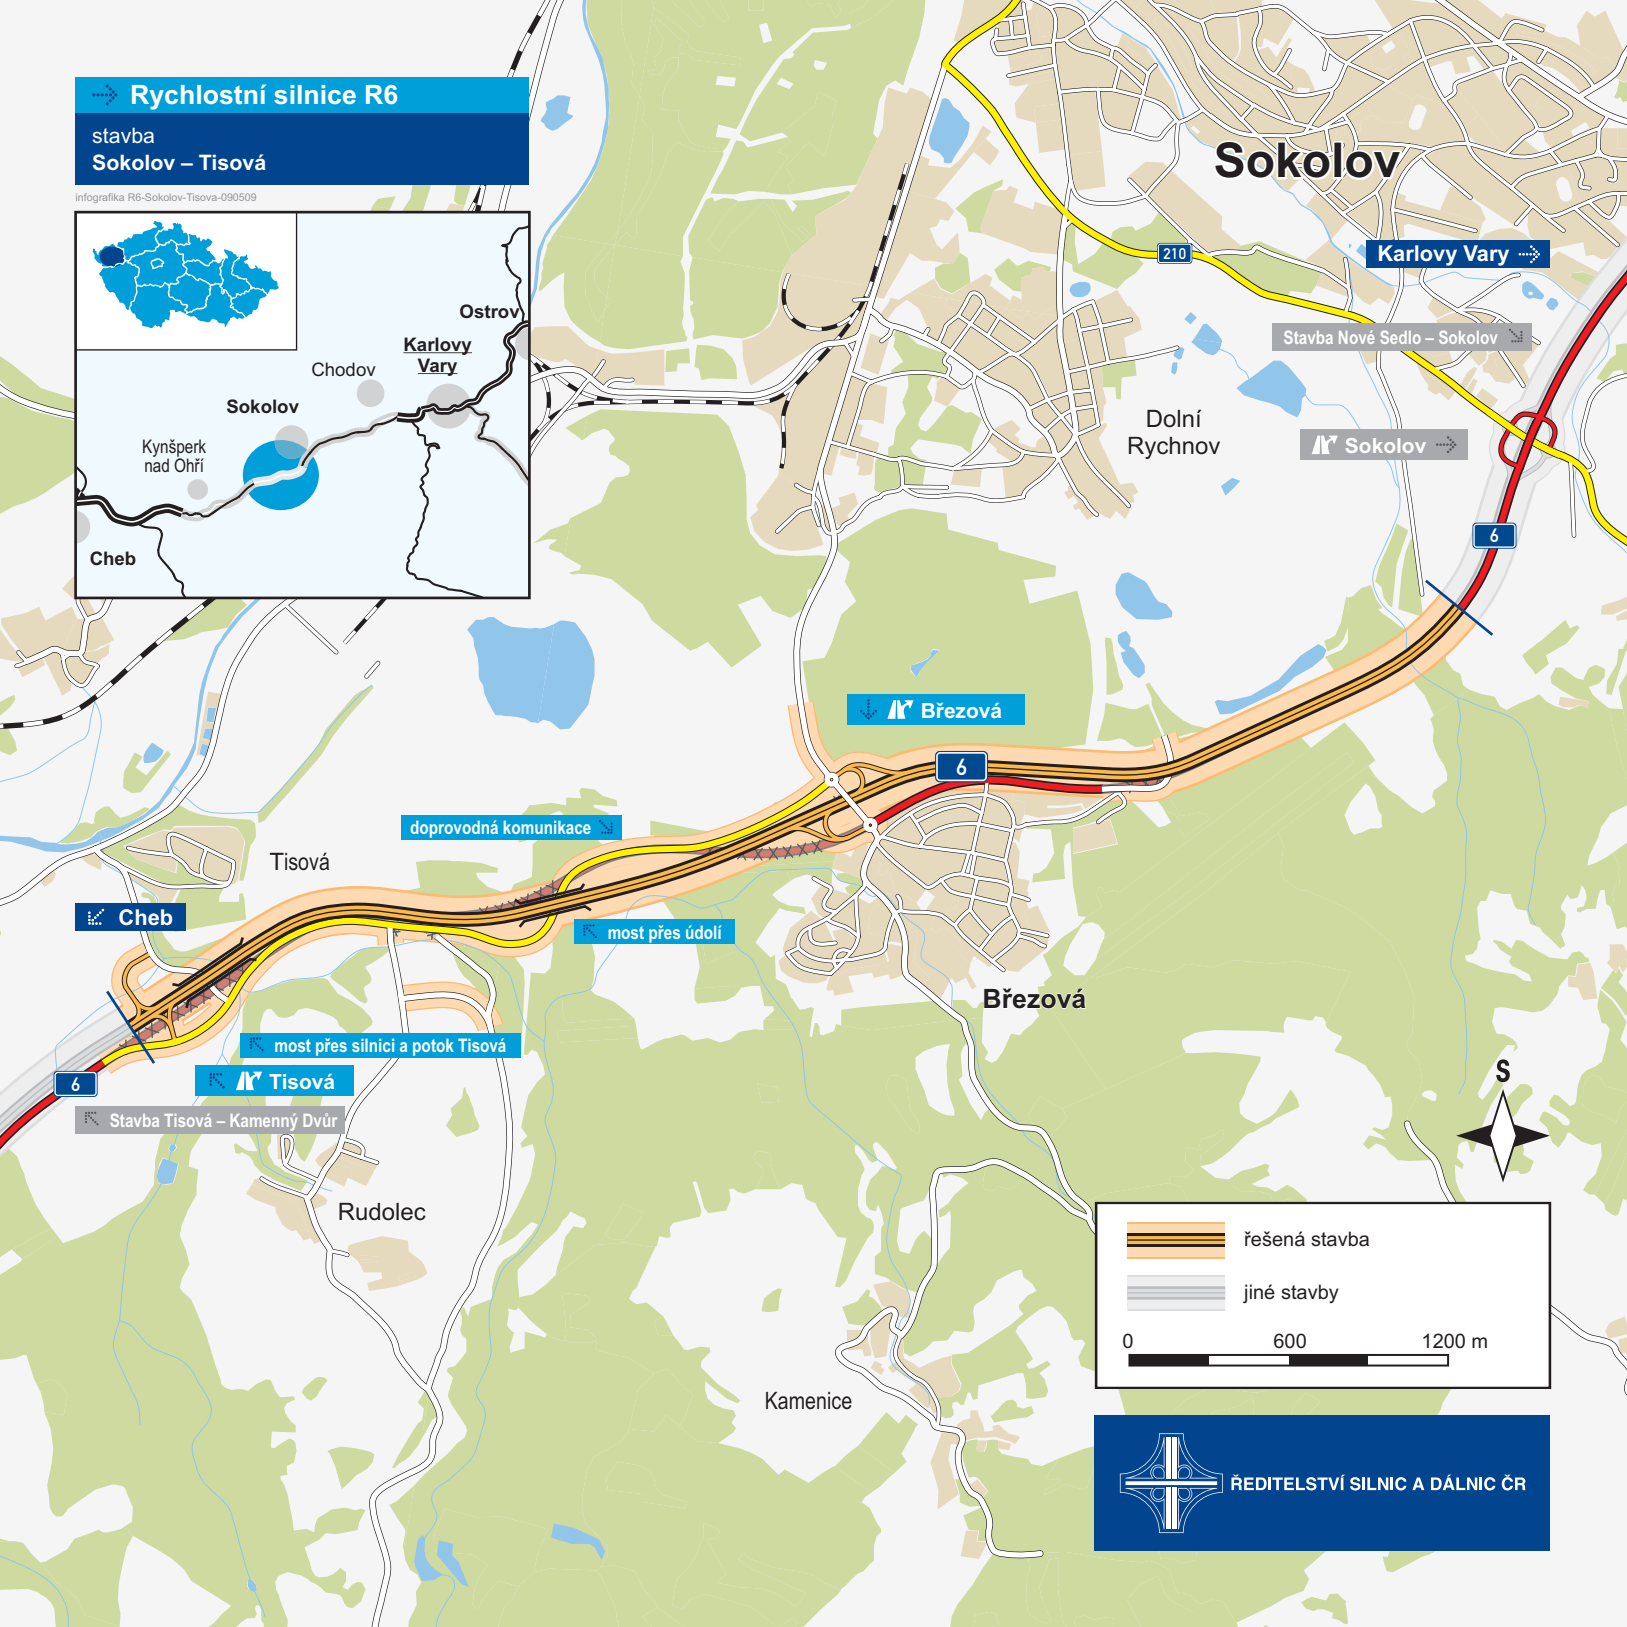 Rychlostní silnice R6
stavba
Sokolov – Tisová
infografika R6-Sokolov-Tisova-090509
Ostrov
Karlovy
Vary
Chodov
Sokolov
Kynšperk
nad Ohří
Cheb
Sokolov
210
Karlovy Vary
Stavba Nové Sedlo – Sokolov
Dolní
Rychnov
Sokolov
6
Březová
6
doprovodná komunikace
Tisová
Cheb
most přes údolí
Březová
most přes silnici a potok Tisová
6
Tisová
Stavba Tisová – Kamenný Dvůr
S
Rudolec
řešená stavba
jiné stavby
0 600 1200 m
Kamenice
ŘEDITELSTVÍ SILNIC A DÁLNIC ČR